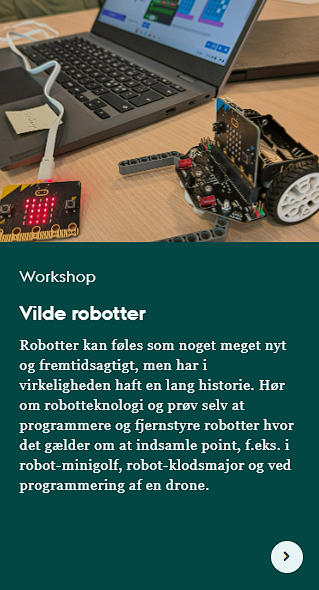 Workshop
Vilde robotter
Robotter kan føles som noget meget nyt
og fremtidsagtigt, men har i
virkeligheden haft en lang historie. Hør
om robotteknologi og prøv selv at
programmere og fjernstyre robotter hvor
det gælder om at indsamle point, f.eks. i
robot-minigolf, robot-klodsmajor og ved
programmering af en drone.